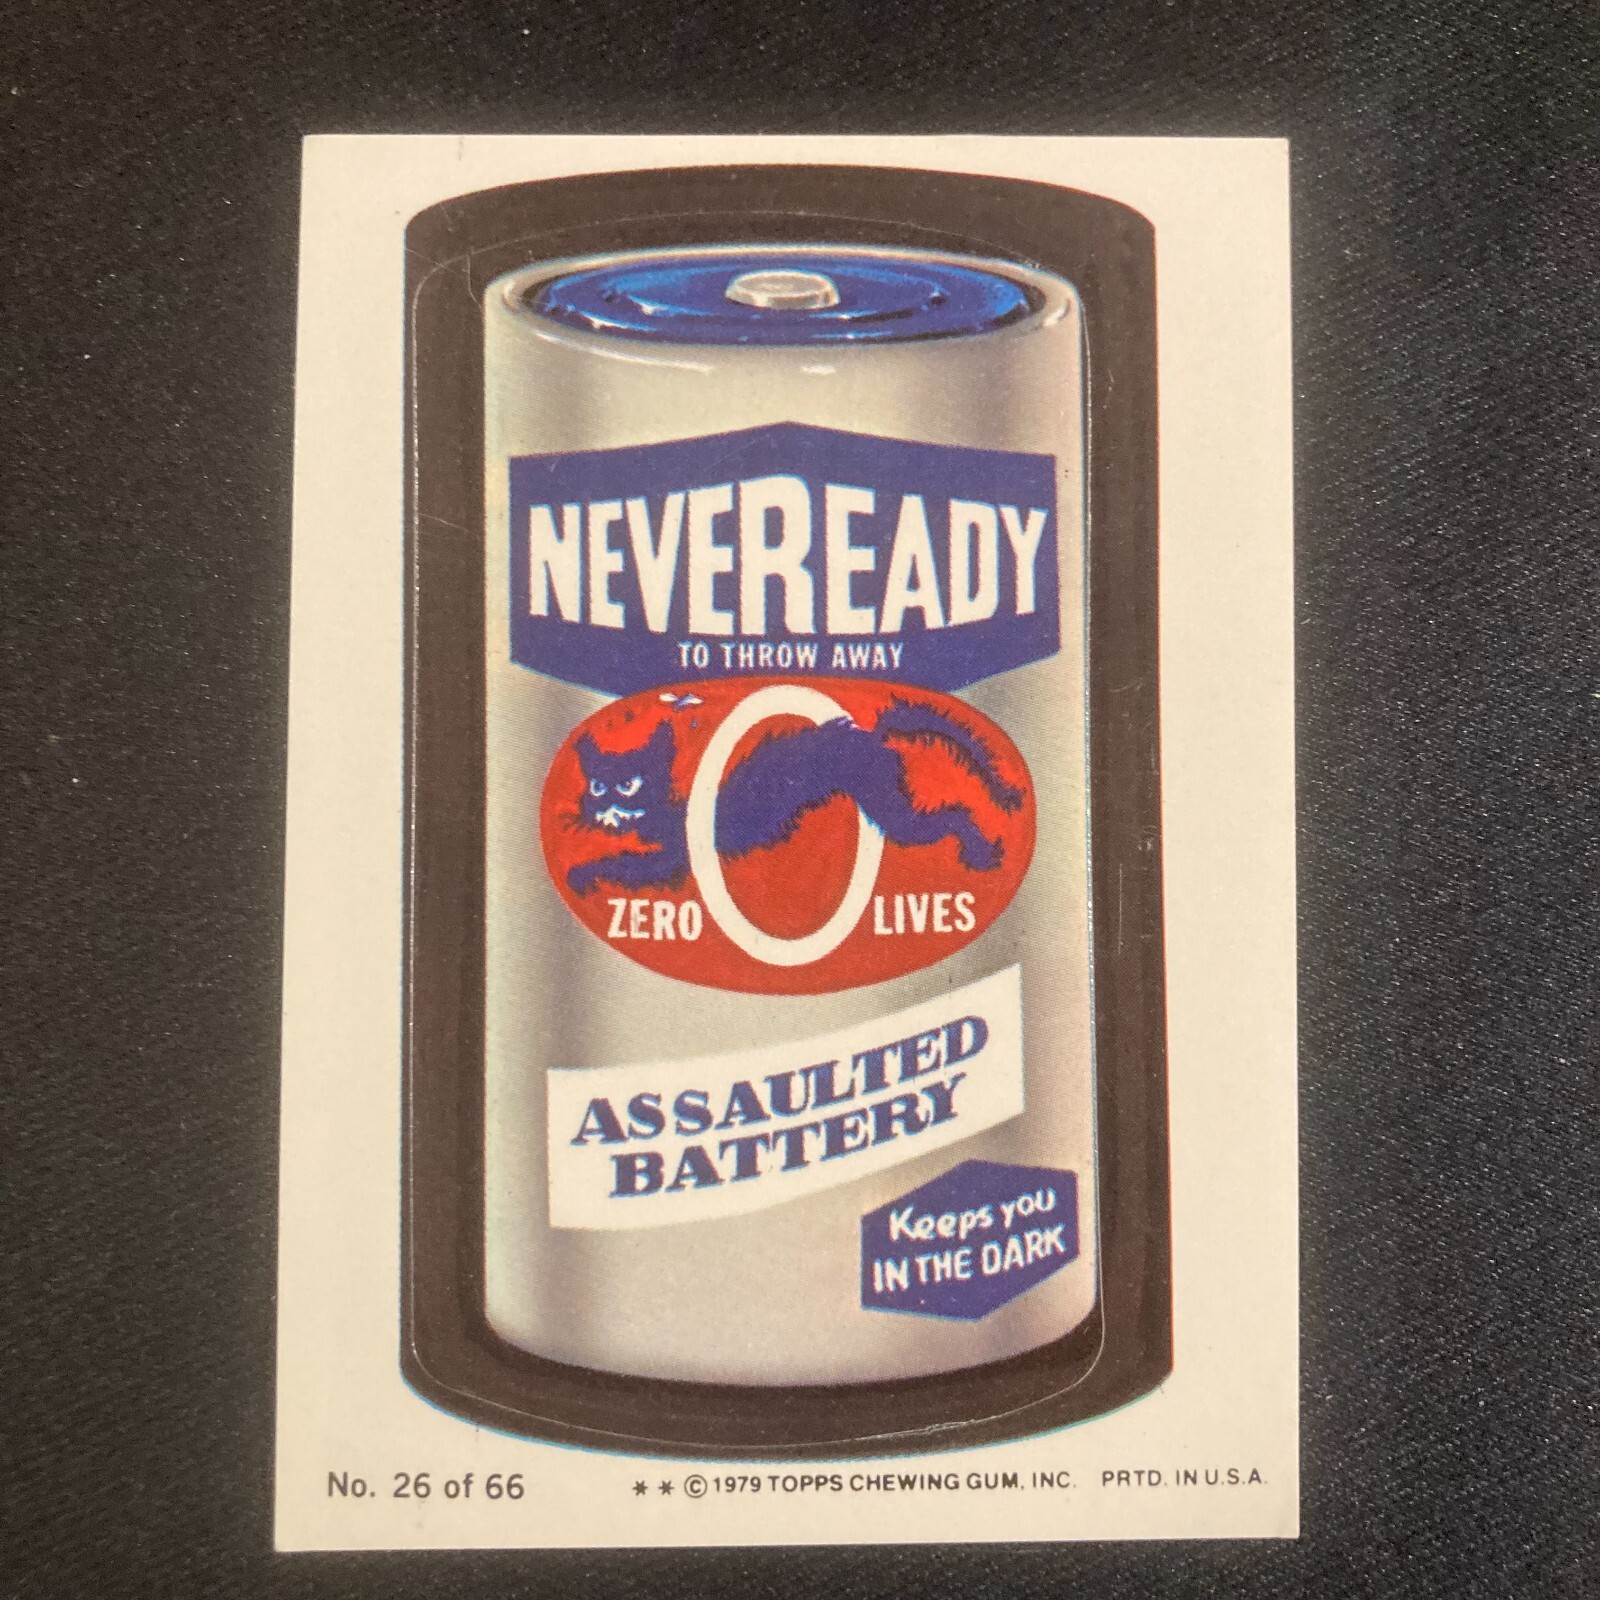 NEVEREADY
TO THROW AWAY
ZERO 0 LIVES
ASSAULTED
BATTERY
Keeps you
IN THE DARK
No. 26 of 66
** ©1979 TOPPS CHEWING GUM, INC. PRTD. IN U.S.A.